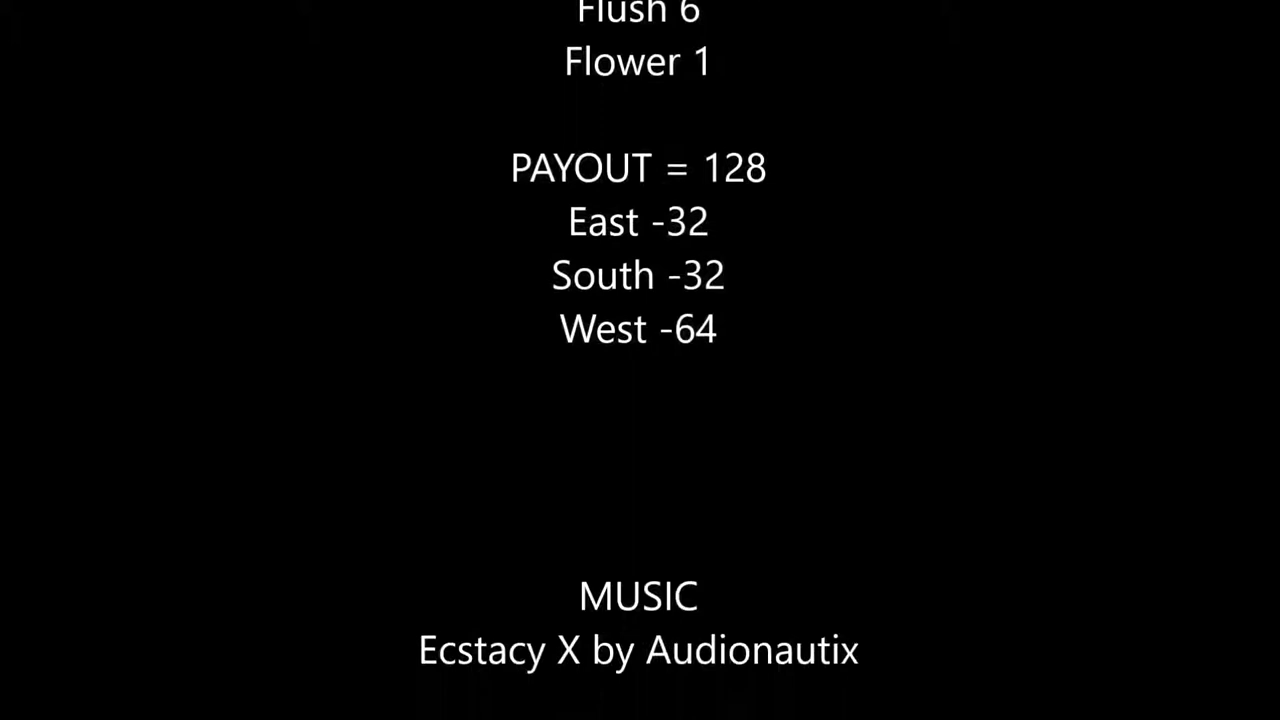 Flush 6
Flower 1
PAYOUT = 128
East -32
South -32
West -64
MUSIC
Ecstacy X by Audionautix